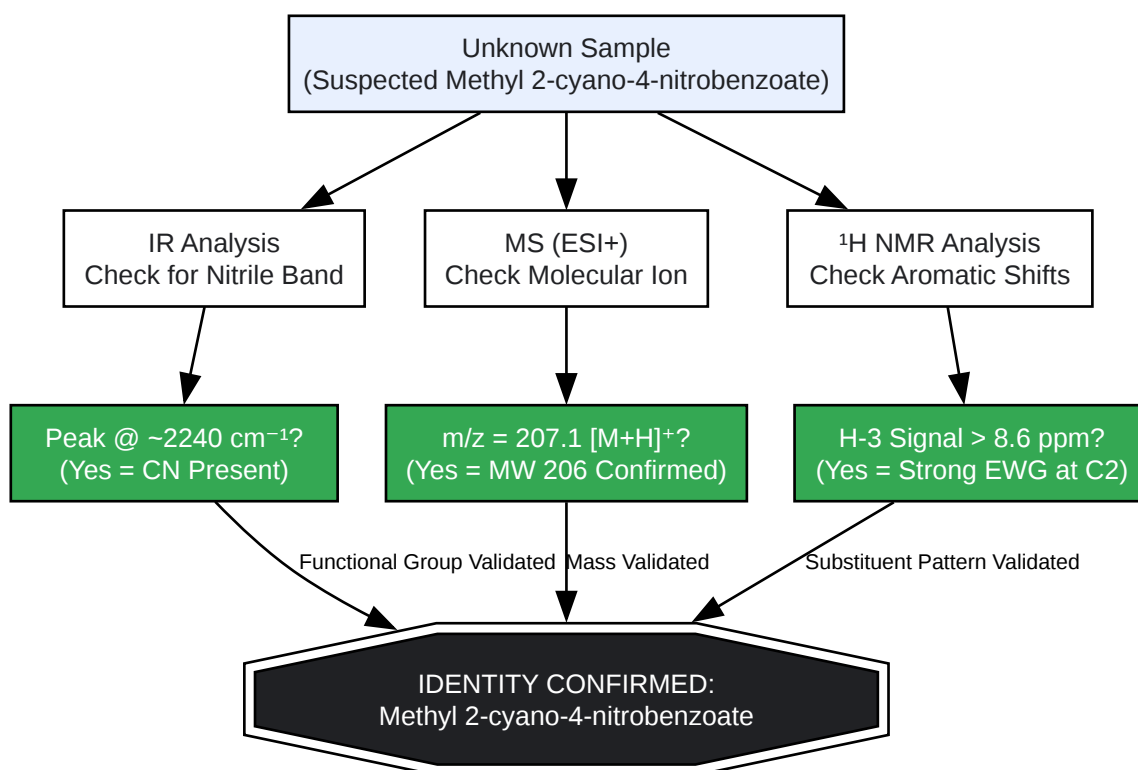 Unknown Sample
(Suspected Methyl 2-cyano-4-nitrobenzoate)
IR Analysis
Check for Nitrile Band
MS (ESI+)
Check Molecular Ion
¹H NMR Analysis
Check Aromatic Shifts
Peak @ ~2240 cm⁻¹?
(Yes = CN Present)
m/z = 207.1 [M+H]⁺?
(Yes = MW 206 Confirmed)
H-3 Signal > 8.6 ppm?
(Yes = Strong EWG at C2)
Functional Group Validated
Mass Validated
Substituent Pattern Validated
IDENTITY CONFIRMED:
Methyl 2-cyano-4-nitrobenzoate